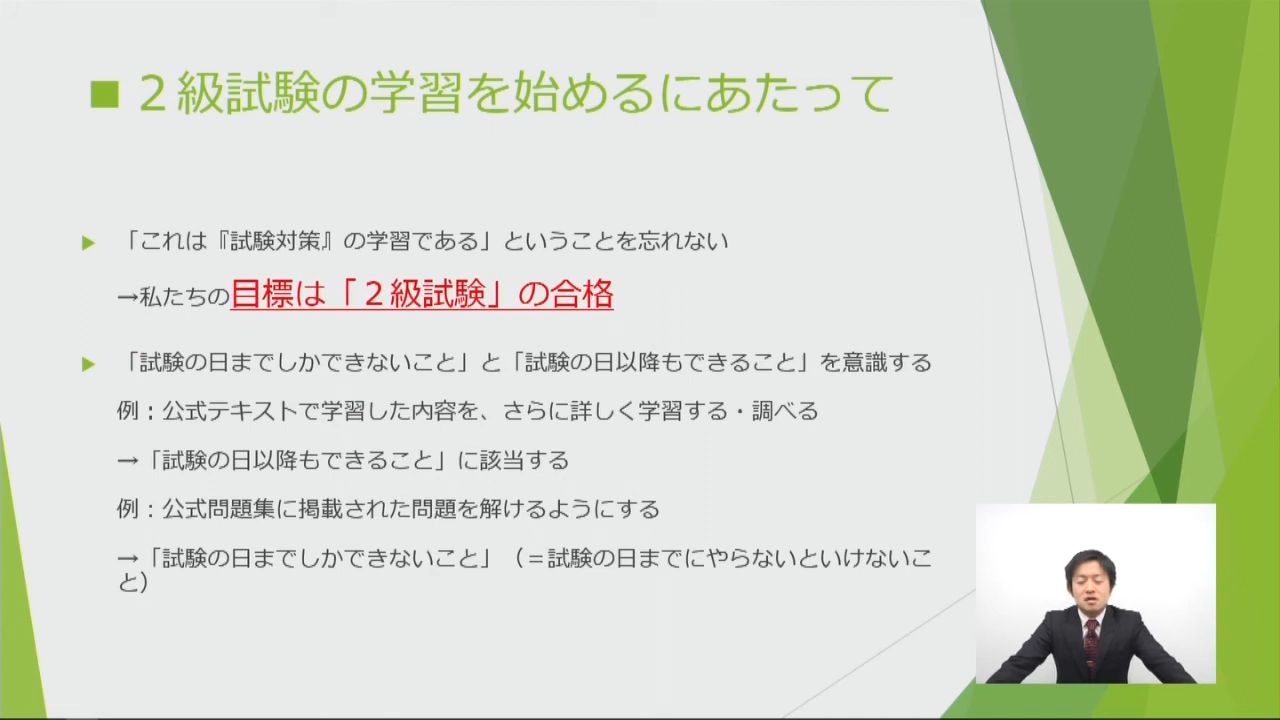 ■２級試験の学習を始めるにあたって
「これは『試験対策』の学習である」ということを忘れない
→私たちの目標は「２級試験」の合格
「試験の日までしかできないこと」と「試験の日以降もできること」を意識する
例：公式テキストで学習した内容を、さらに詳しく学習する・調べる
→「試験の日以降もできること」に該当する
例：公式問題集に掲載された問題を解けるようにする
→「試験の日までしかできないこと」（＝試験の日までにやらないといけないこ
と）